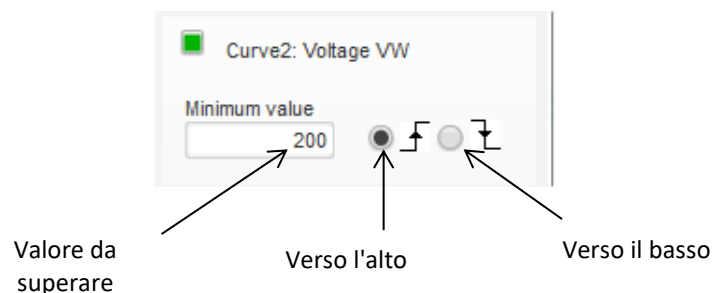 Curve2: Voltage VW
Minimum value
200
Valore da
superare
Verso l'alto
Verso il basso